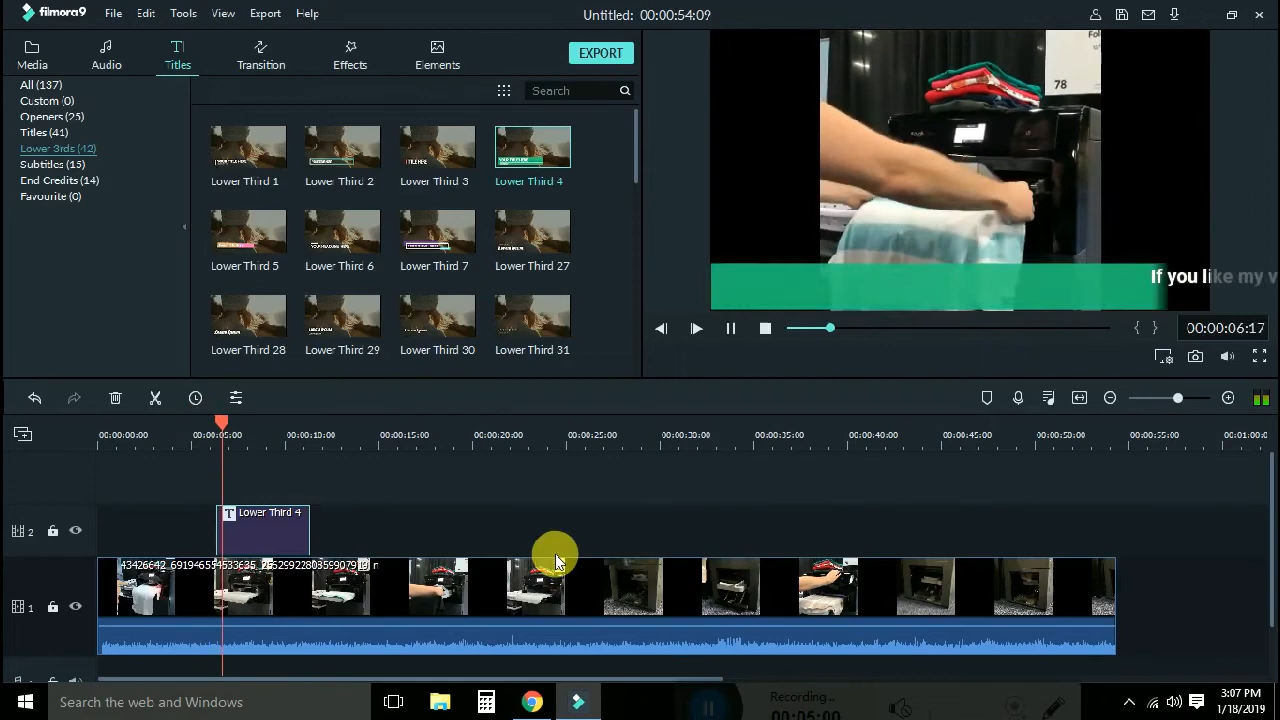 filmora9 File Edit Tools View Export Help Untitled: 00:00:54:09
Media Audio Titles Transition Effects Elements EXPORT
All (137)
Custom (0)
Openers (25)
Titles (41)
Lower 3rds (42)
Subtitles (15)
End Credits (14)
Favourite (0)
Search
Lower Third 1 Lower Third 2 Lower Third 3 Lower Third 4
Lower Third 5 Lower Third 6 Lower Third 7 Lower Third 27
Lower Third 28 Lower Third 29 Lower Third 30 Lower Third 31
Fol
78
If you like my v
00:00:06:17
00:00:00:00 00:00:05:00 00:00:10:00 00:00:15:00 00:00:20:00 00:00:25:00 00:00:30:00 00:00:35:00 00:00:40:00 00:00:45:00 00:00:50:00 00:00:55:00 00:01:00:0
2
T Lower Third 4
1
Search the web and Windows
Recording...
00:05:00
3:07 PM
1/18/2019